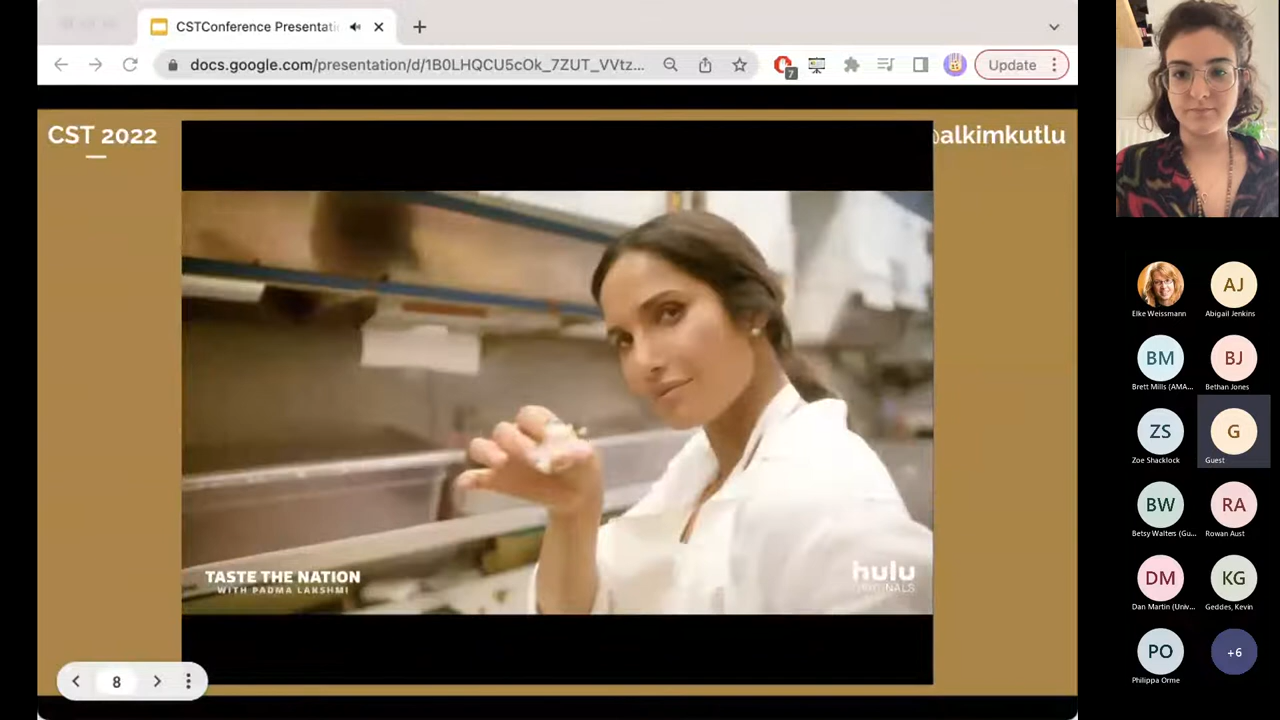 CSTConference Presentati
docs.google.com/presentation/d/1B0LHQCU5cOk_7ZUT_VVtz...
7
Update
CST 2022
@alkimkutlu
TASTE THE NATION
WITH PADMA LAKSHMI
hulu
ORIGINALS
8
Elke Weissmann
AJ
Abigail Jenkins
BM
Brett Mills (AMA...
BJ
Bethan Jones
ZS
Zoe Shacklock
G
Guest
BW
Betsy Walters (Gu...
RA
Rowan Aust
DM
Dan Martin (Univ...
KG
Geddes, Kevin
PO
Philippa Orme
+6